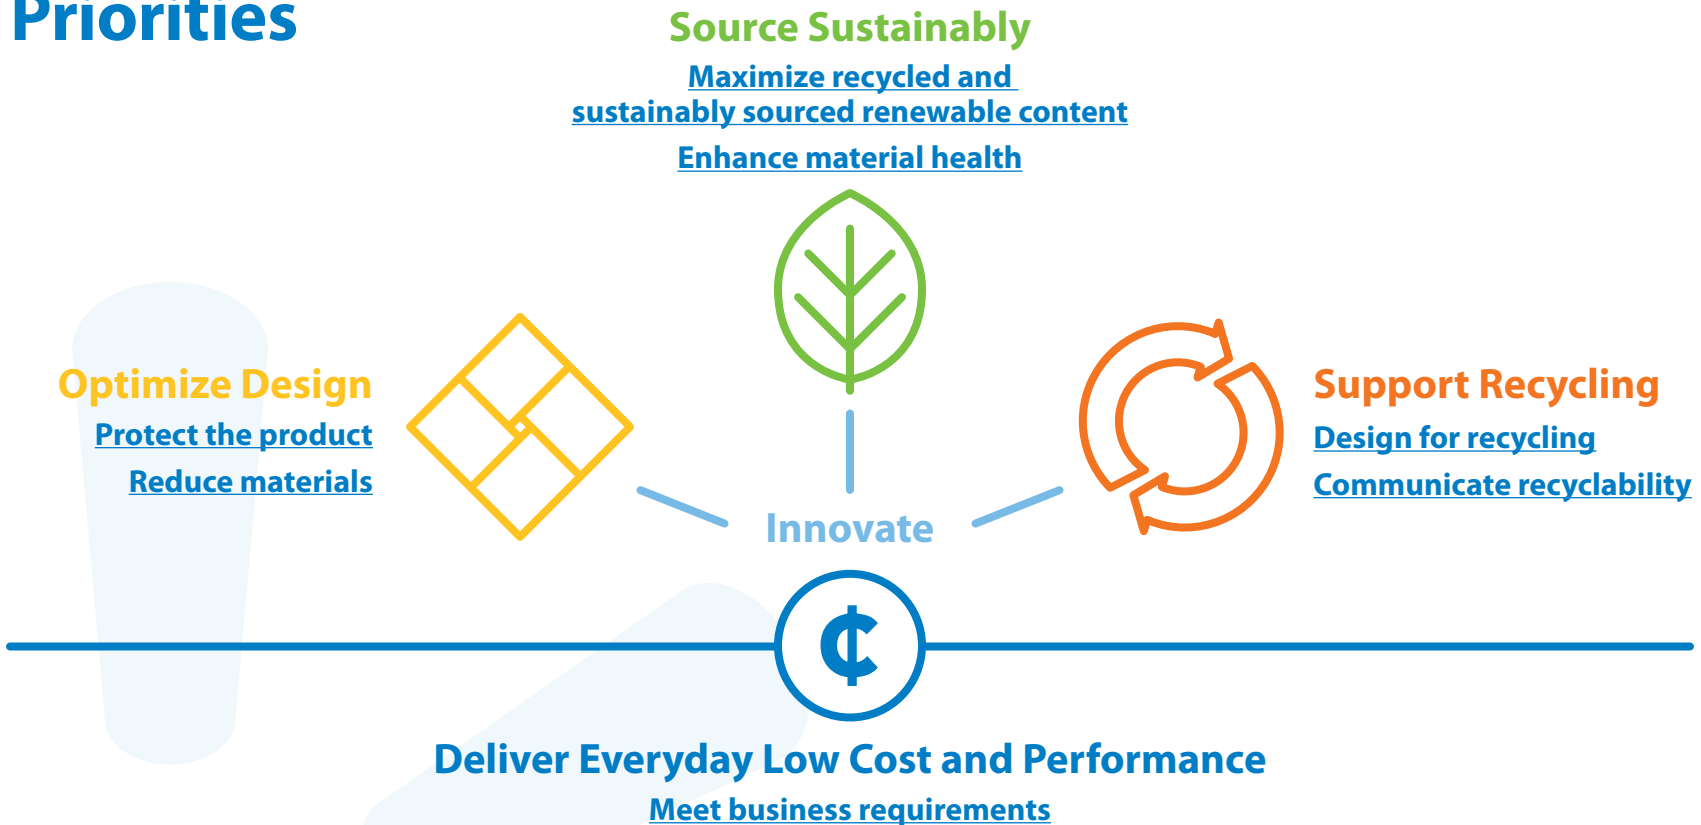 Priorities
Source Sustainably
Maximize recycled and
sustainably sourced renewable content
Enhance material health
Optimize Design
Protect the product
Reduce materials
Support Recycling
Design for recycling
Communicate recyclability
Innovate
¢
Deliver Everyday Low Cost and Performance
Meet business requirements